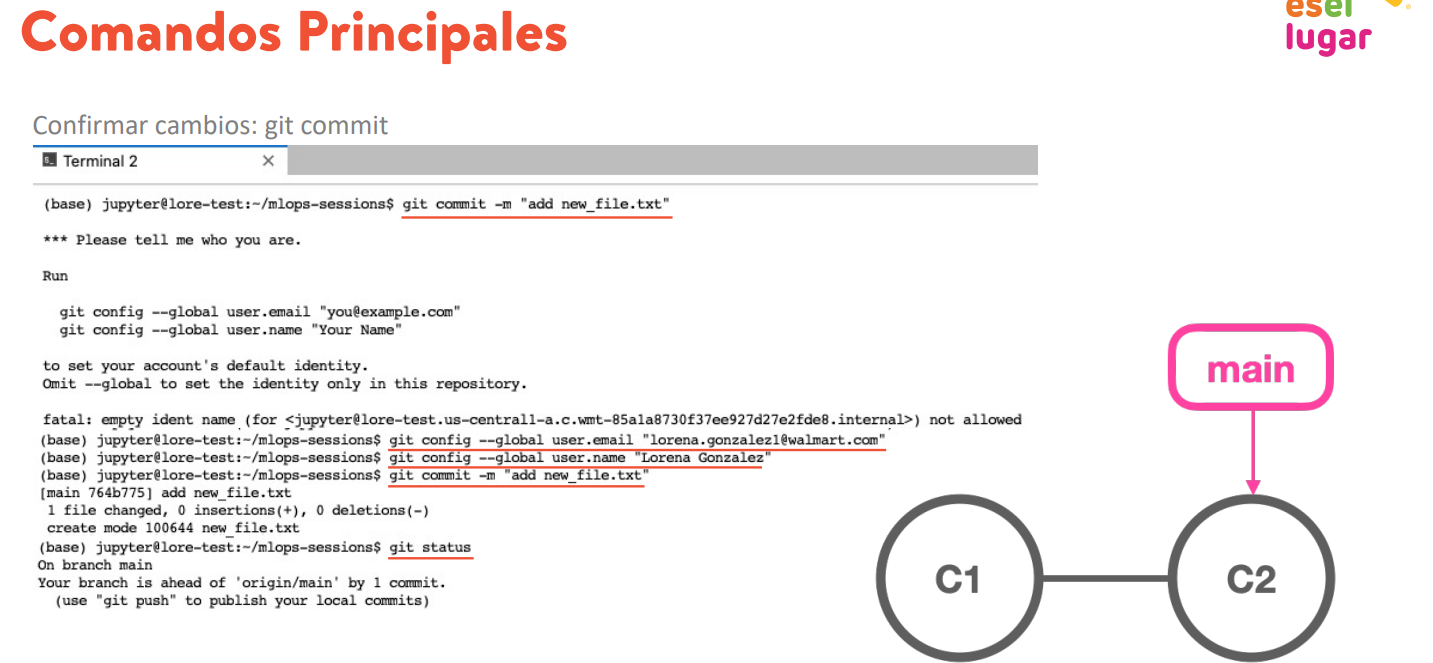 Comandos Principales
esel
lugar
Confirmar cambios: git commit
Terminal 2
(base) jupyter@lore-test:~/mlops-sessions$ git commit -m "add new_file.txt"
*** Please tell me who you are.
Run
git config --global user.email "you@example.com"
git config --global user.name "Your Name"
to set your account's default identity.
Omit --global to set the identity only in this repository.
fatal: empty ident name (for <jupyter@lore-test.us-central1-a.c.wmt-85a1a8730f37ee927d27e2fde8.internal>) not allowed
(base) jupyter@lore-test:~/mlops-sessions$ git config --global user.email "lorena.gonzalez1@walmart.com"
(base) jupyter@lore-test:~/mlops-sessions$ git config --global user.name "Lorena Gonzalez"
(base) jupyter@lore-test:~/mlops-sessions$ git commit -m "add new_file.txt"
[main 764b775] add new_file.txt
1 file changed, 0 insertions(+), 0 deletions(-)
create mode 100644 new_file.txt
(base) jupyter@lore-test:~/mlops-sessions$ git status
On branch main
Your branch is ahead of 'origin/main' by 1 commit.
(use "git push" to publish your local commits)
main
C1
C2